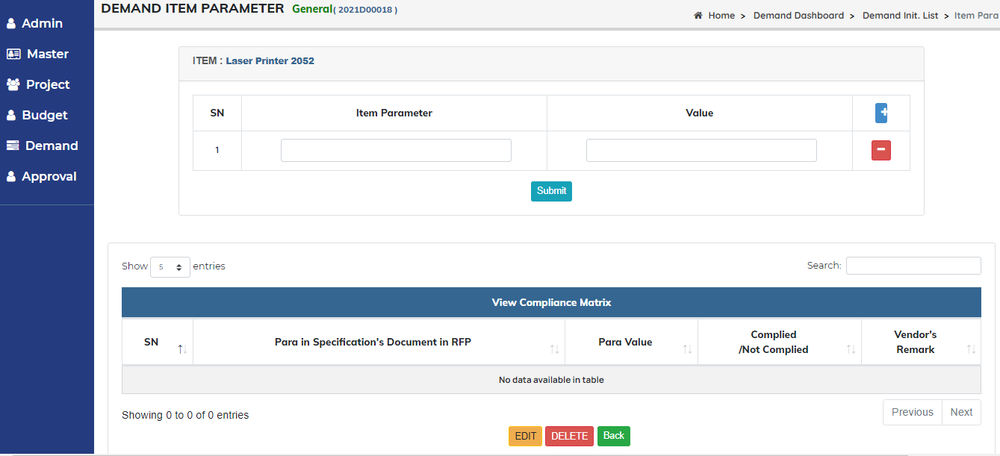 DEMAND ITEM PARAMETER General( 2021D00018 )
Home > Demand Dashboard > Demand Init. List > Item Para
Admin
Master
Project
Budget
Demand
Approval
ITEM : Laser Printer 2052
SN Item Parameter Value +
1 -
Submit
Show 5 entries Search:
View Compliance Matrix
SN Para in Specification's Document in RFP Para Value Complied /Not Complied Vendor's Remark
No data available in table
Showing 0 to 0 of 0 entries Previous Next
EDIT DELETE Back